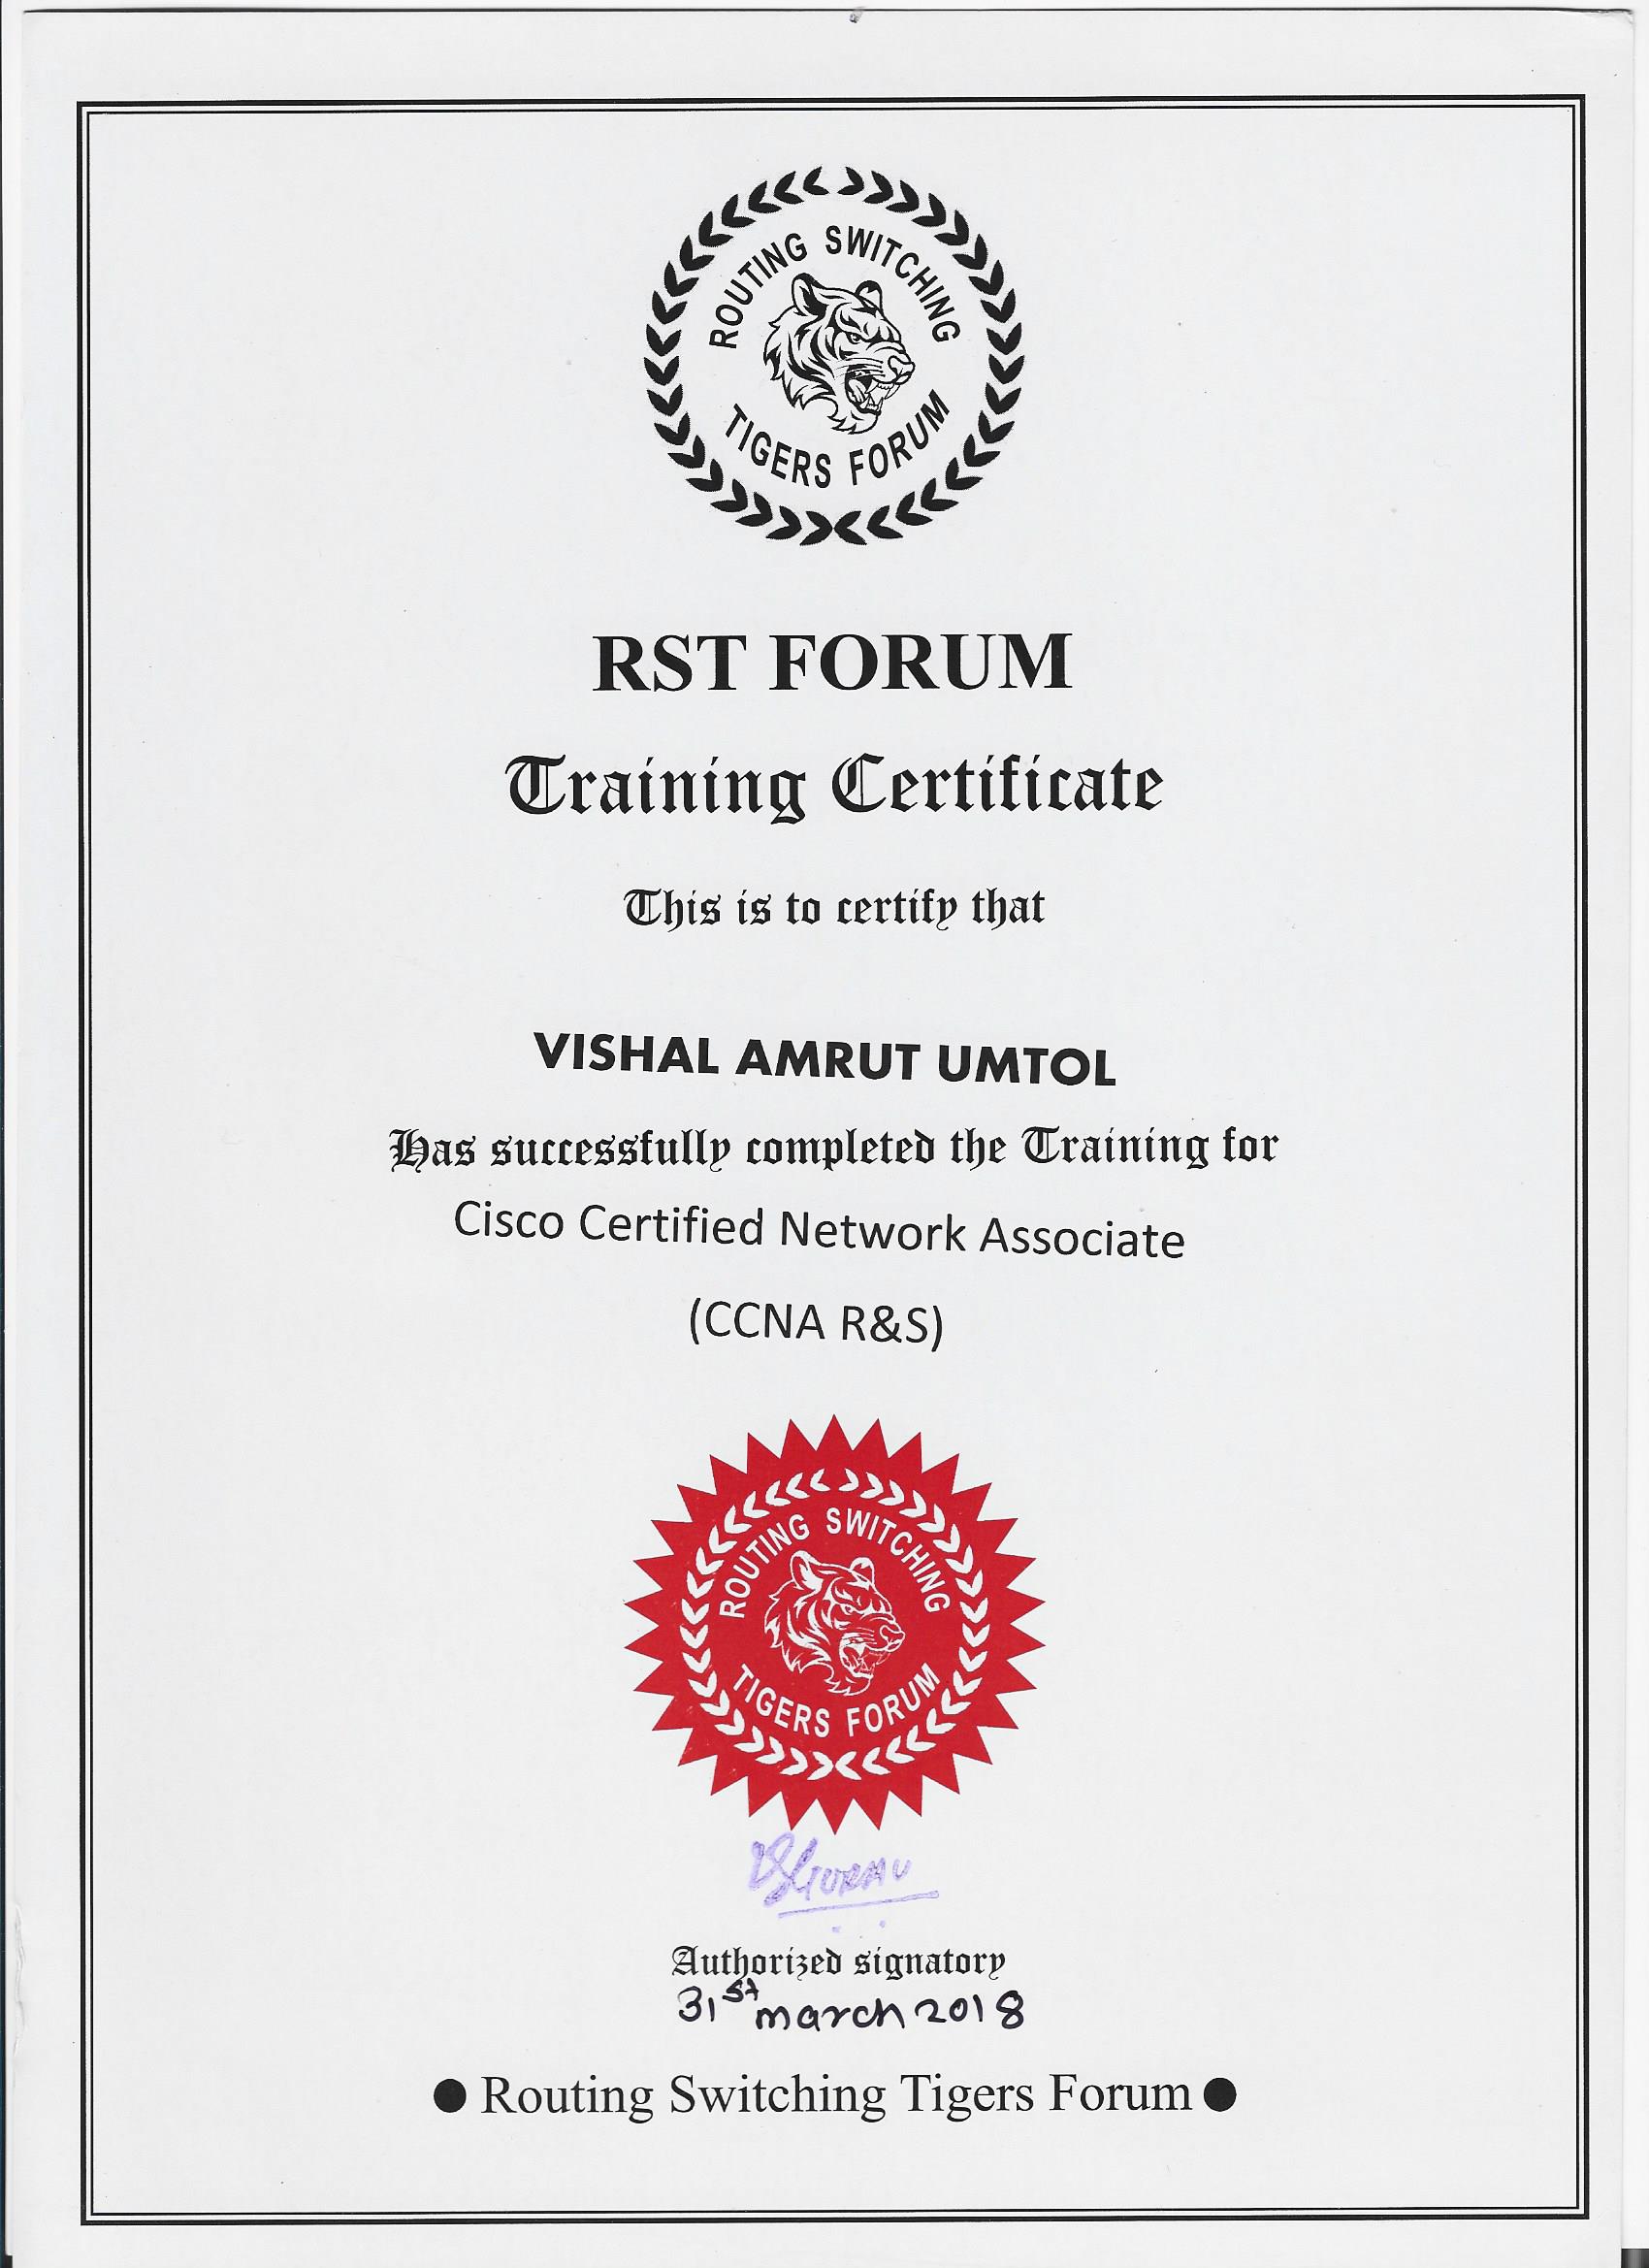 ROUTING SWITCHING
TIGERS FORUM
RST FORUM
Training Certificate
This is to certify that
VISHAL AMRUT UMTOL
Has successfully completed the Training for
Cisco Certified Network Associate
(CCNA R&S)
ROUTING SWITCHING
TIGERS FORUM
Authorized signatory
31st march 2018
● Routing Switching Tigers Forum ●